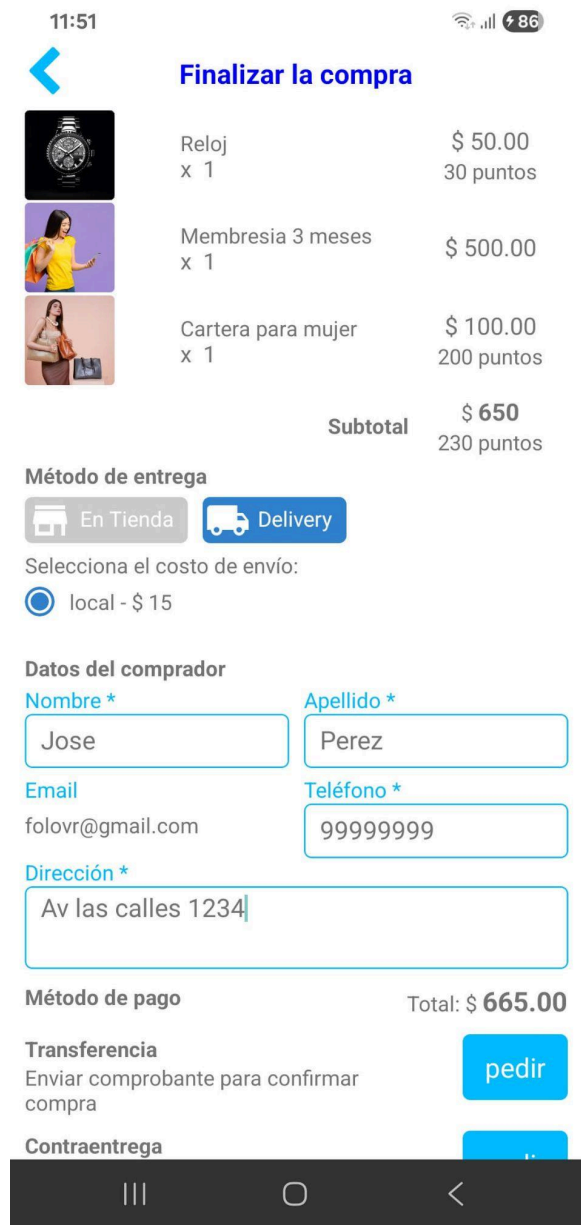 11:51
86
Finalizar la compra
Reloj
$ 50.00
x 1
30 puntos
Membresia 3 meses
$ 500.00
x 1
Cartera para mujer
$ 100.00
x 1
200 puntos
Subtotal
$ 650
230 puntos
Método de entrega
En Tienda
Delivery
Selecciona el costo de envío:
local - $ 15
Datos del comprador
Nombre *
Apellido *
Jose
Perez
Email
Teléfono *
folovr@gmail.com
99999999
Dirección *
Av las calles 1234
Método de pago
Total: $ 665.00
Transferencia
Enviar comprobante para confirmar
compra
pedir
Contraentrega